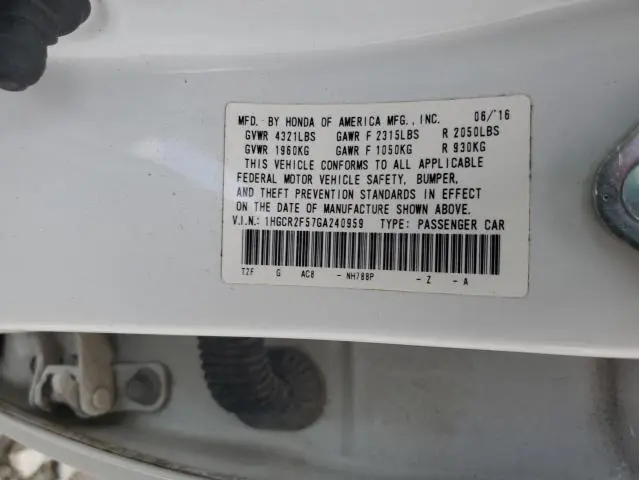 MFD. BY HONDA OF AMERICA MFG., INC. 06/'16
GVWR 4321LBS GAWR F 2315LBS R 2050LBS
GVWR 1960KG GAWR F 1050KG R 930KG
THIS VEHICLE CONFORMS TO ALL APPLICABLE
FEDERAL MOTOR VEHICLE SAFETY, BUMPER,
AND THEFT PREVENTION STANDARDS IN EFFECT
ON THE DATE OF MANUFACTURE SHOWN ABOVE.
V.I.N.: 1HGCR2F57GA240959 TYPE: PASSENGER CAR
T2F G AC8 - NH788P - Z - A